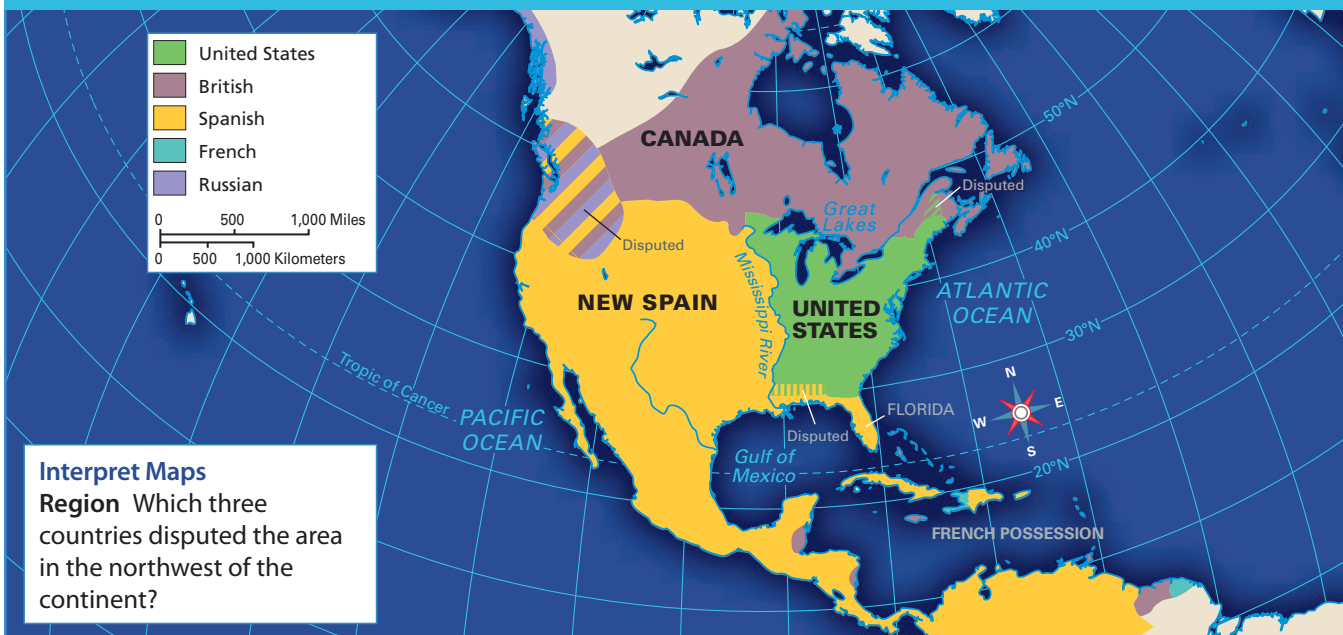 United States
British
Spanish
French
Russian
0 500 1,000 Miles
0 500 1,000 Kilometers
CANADA
Disputed
Great
Lakes
Disputed
50°N
40°N
30°N
20°N
NEW SPAIN
Mississippi River
UNITED
STATES
ATLANTIC
OCEAN
Tropic of Cancer
PACIFIC
OCEAN
FLORIDA
Disputed
Gulf of
Mexico
N
E
W
S
FRENCH POSSESSION
Interpret Maps
Region Which three
countries disputed the area
in the northwest of the
continent?